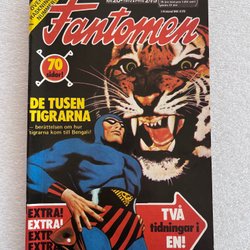 Fantomen
70
sidor!
DE TUSEN
TIGRARNA
– berättelsen om hur
tigrarna kom till Bengali!
EXTRA!
EXTRA!
EXTRA!
EXTRA!
TVÅ
tidningar i
EN!